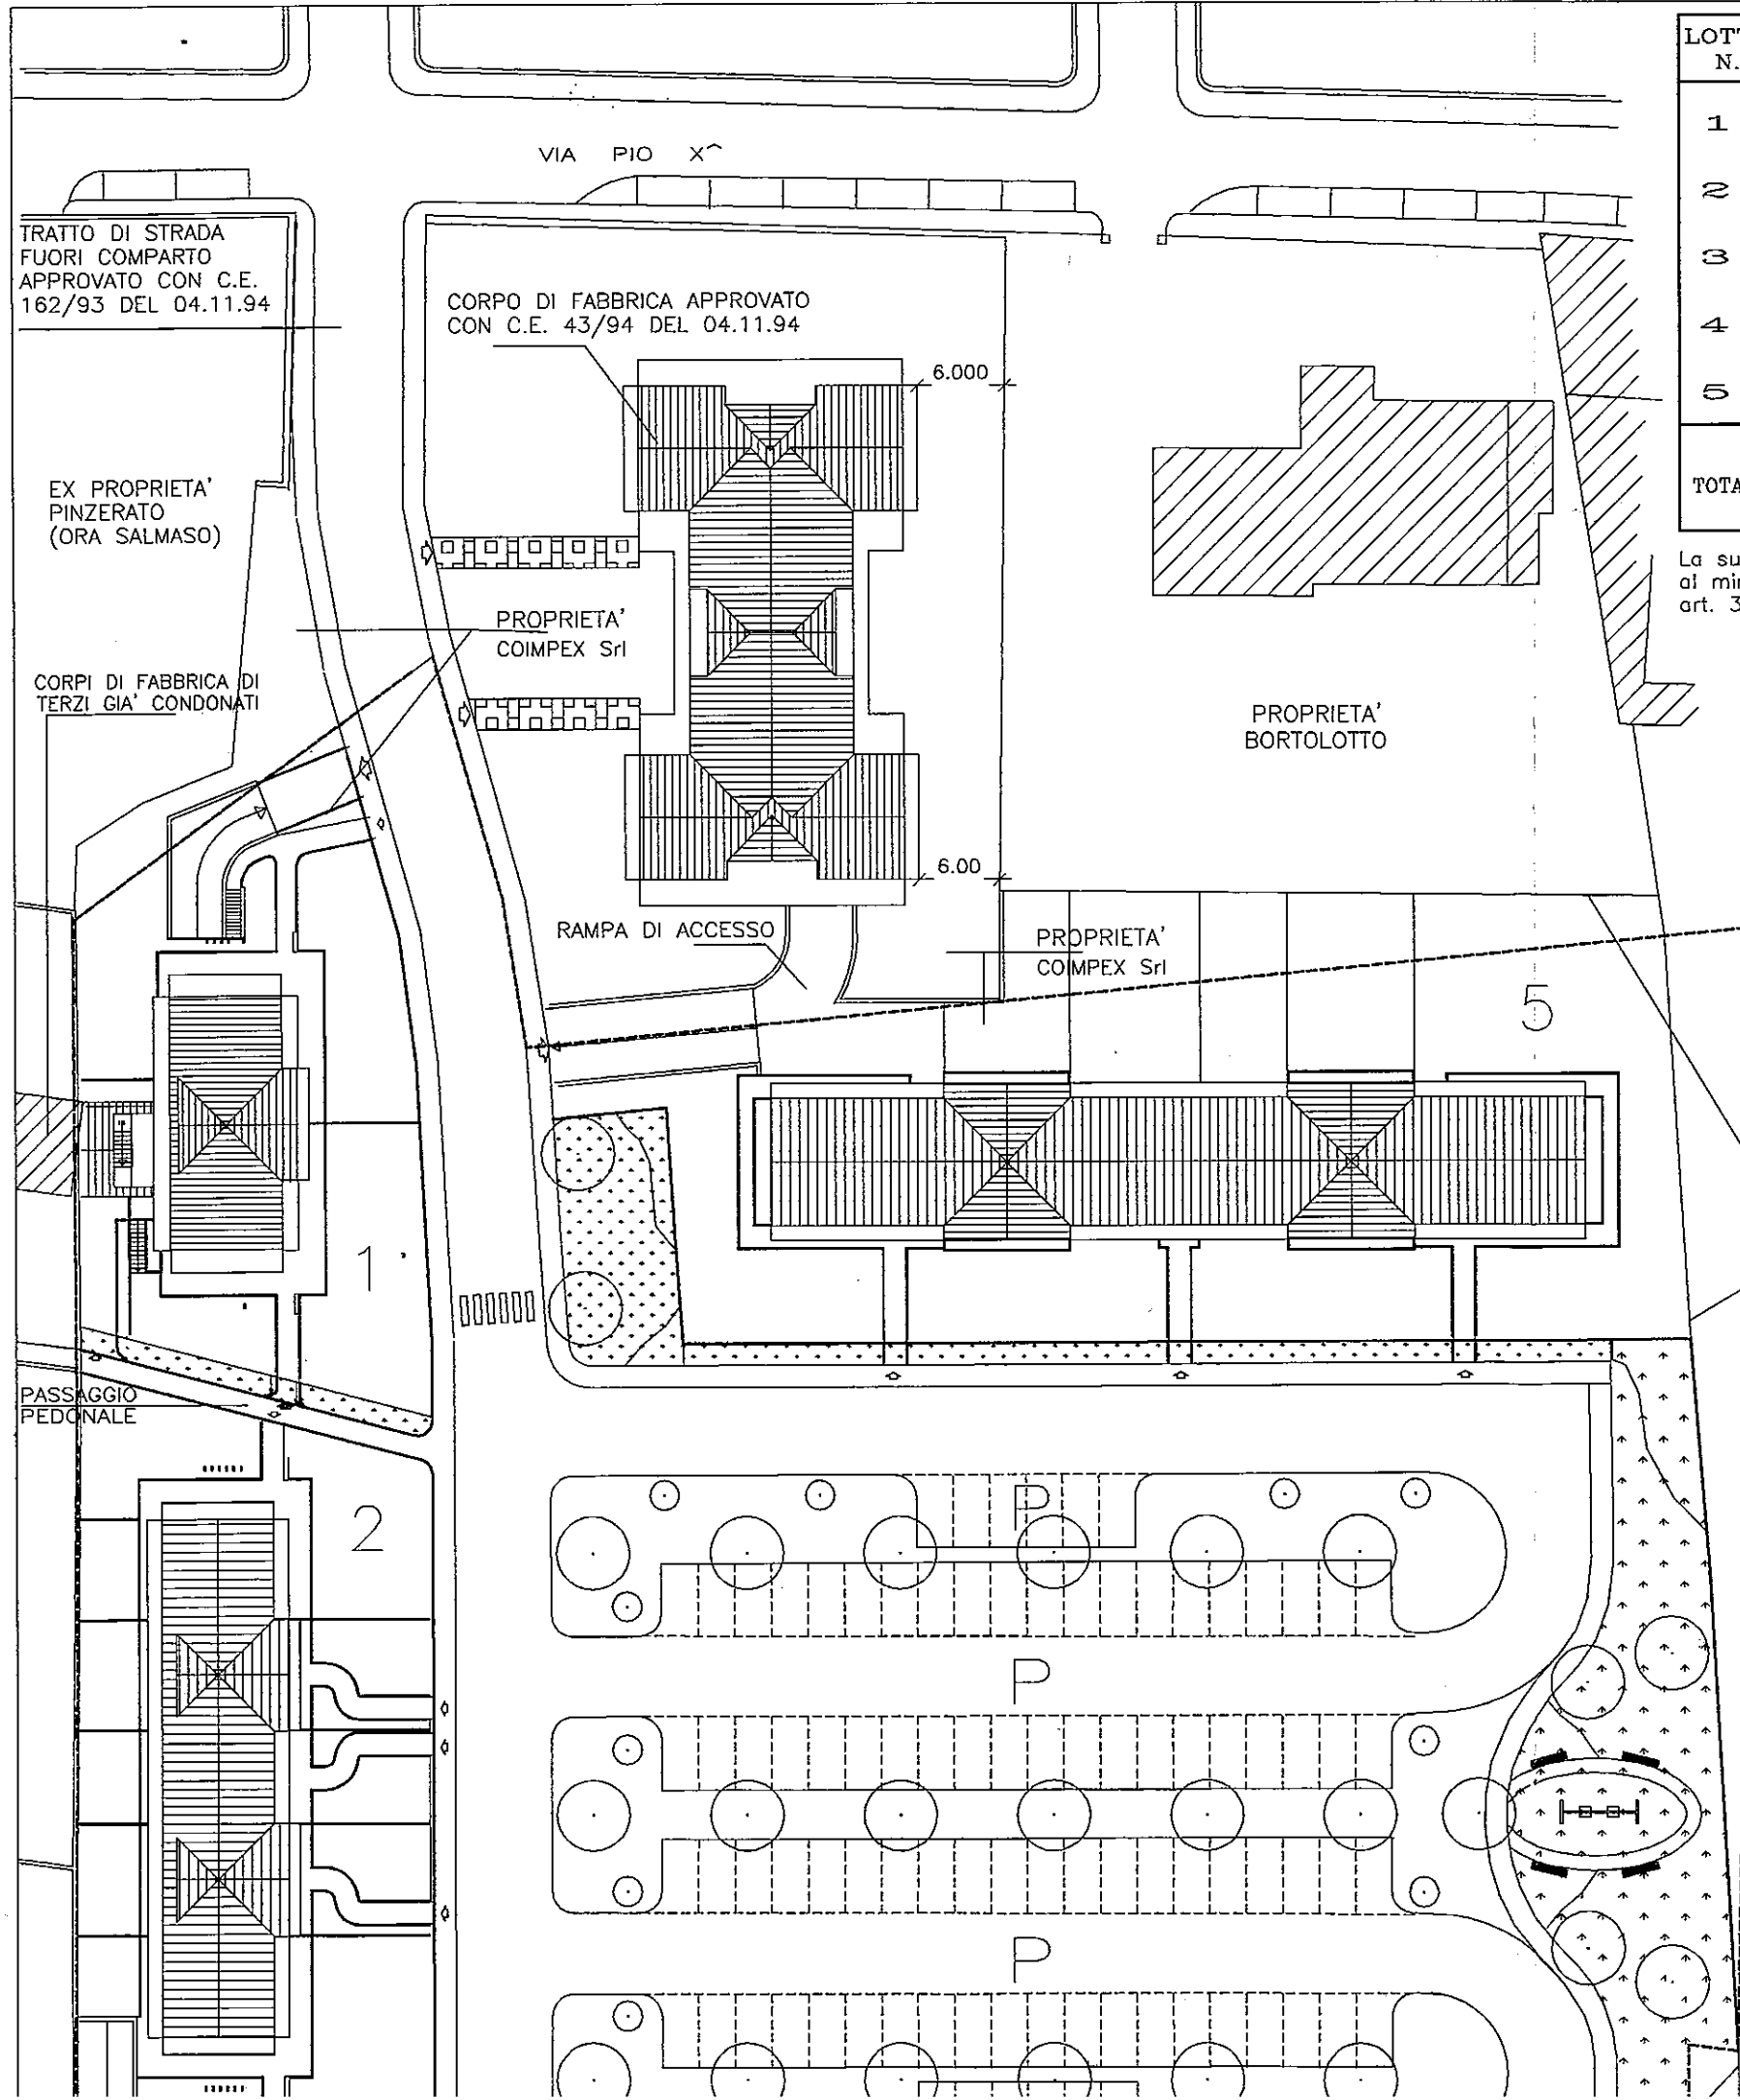 VIA PIO X^
TRATTO DI STRADA
FUORI COMPARTO
APPROVATO CON C.E.
162/93 DEL 04.11.94
CORPO DI FABBRICA APPROVATO
CON C.E. 43/94 DEL 04.11.94
6.000
EX PROPRIETA'
PINZERATO
(ORA SALMASO)
PROPRIETA'
COIMPEX Srl
CORPI DI FABBRICA DI
TERZI GIA' CONDONATI
PROPRIETA'
BORTOLOTTO
6.00
RAMPA DI ACCESSO
PROPRIETA'
COIMPEX Srl
5
1
PASSAGGIO
PEDONALE
2
P
P
P
LOTT
N.
1
2
3
4
5
TOTA
La su
al mi
art. 3